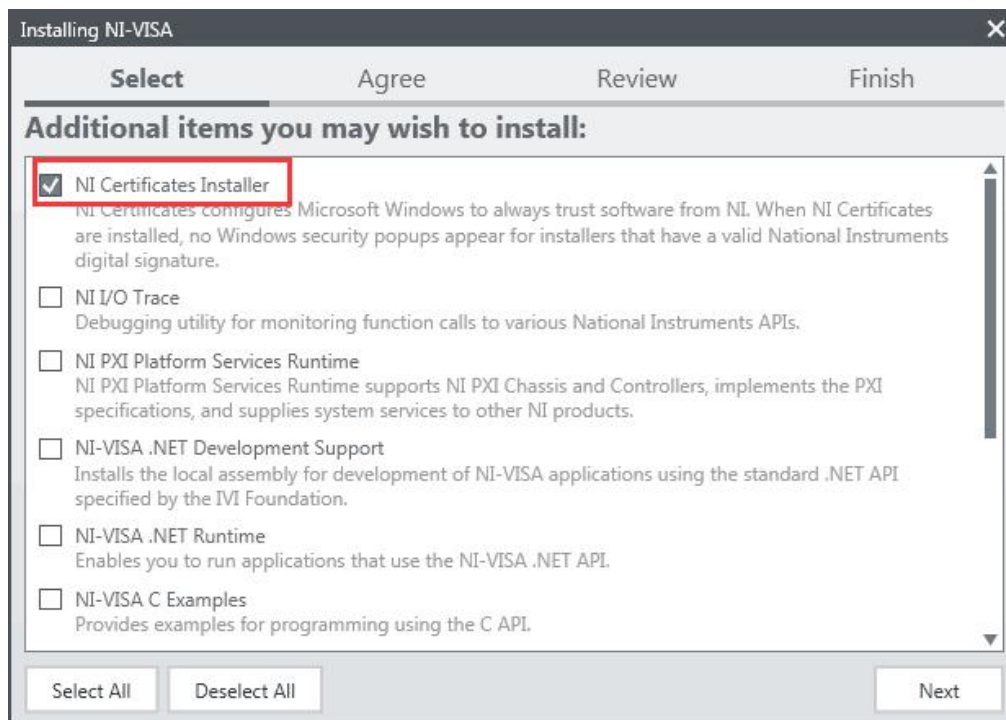 Installing NI-VISA
Select Agree Review Finish
Additional items you may wish to install:
NI Certificates Installer
NI Certificates configures Microsoft Windows to always trust software from NI. When NI Certificates
are installed, no Windows security popups appear for installers that have a valid National Instruments
digital signature.
NI I/O Trace
Debugging utility for monitoring function calls to various National Instruments APIs.
NI PXI Platform Services Runtime
NI PXI Platform Services Runtime supports NI PXI Chassis and Controllers, implements the PXI
specifications, and supplies system services to other NI products.
NI-VISA .NET Development Support
Installs the local assembly for development of NI-VISA applications using the standard .NET API
specified by the IVI Foundation.
NI-VISA .NET Runtime
Enables you to run applications that use the NI-VISA .NET API.
NI-VISA C Examples
Provides examples for programming using the C API.
Select All Deselect All Next